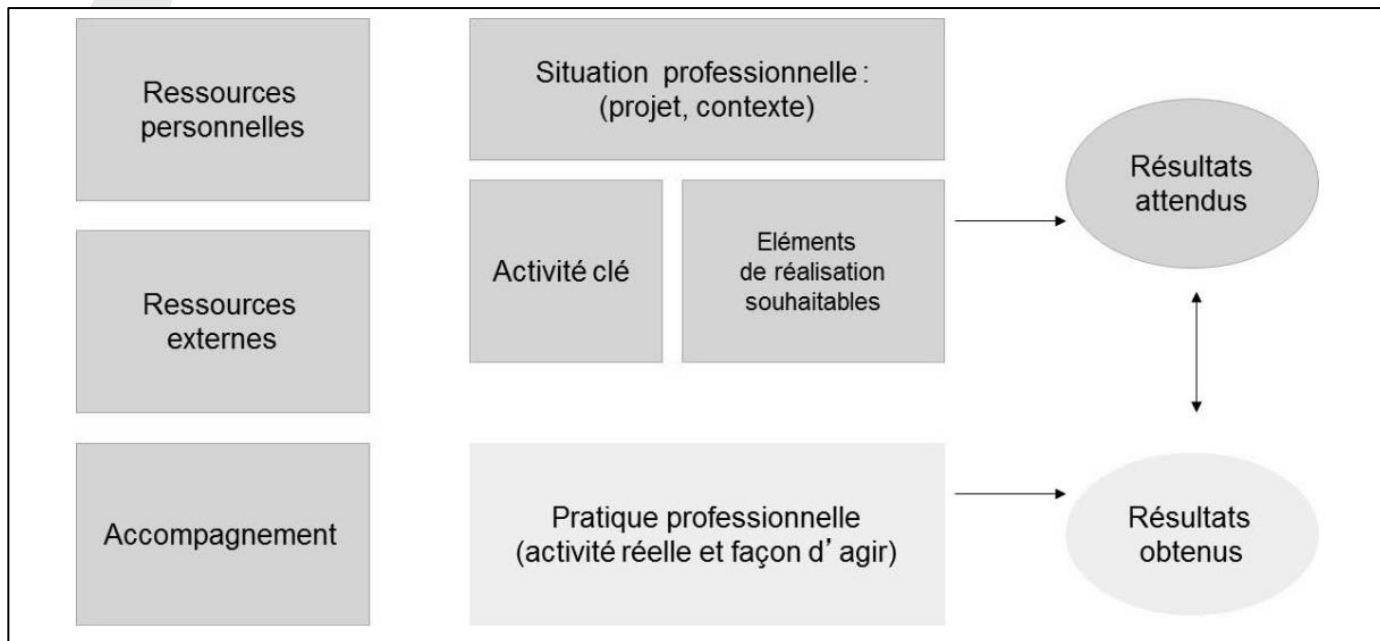 Ressources
personnelles
Ressources
externes
Accompagnement
Situation professionnelle :
(projet, contexte)
Activité clé
Eléments
de réalisation
souhaitables
Pratique professionnelle
(activité réelle et façon d’ agir)
Résultats
attendus
Résultats
obtenus